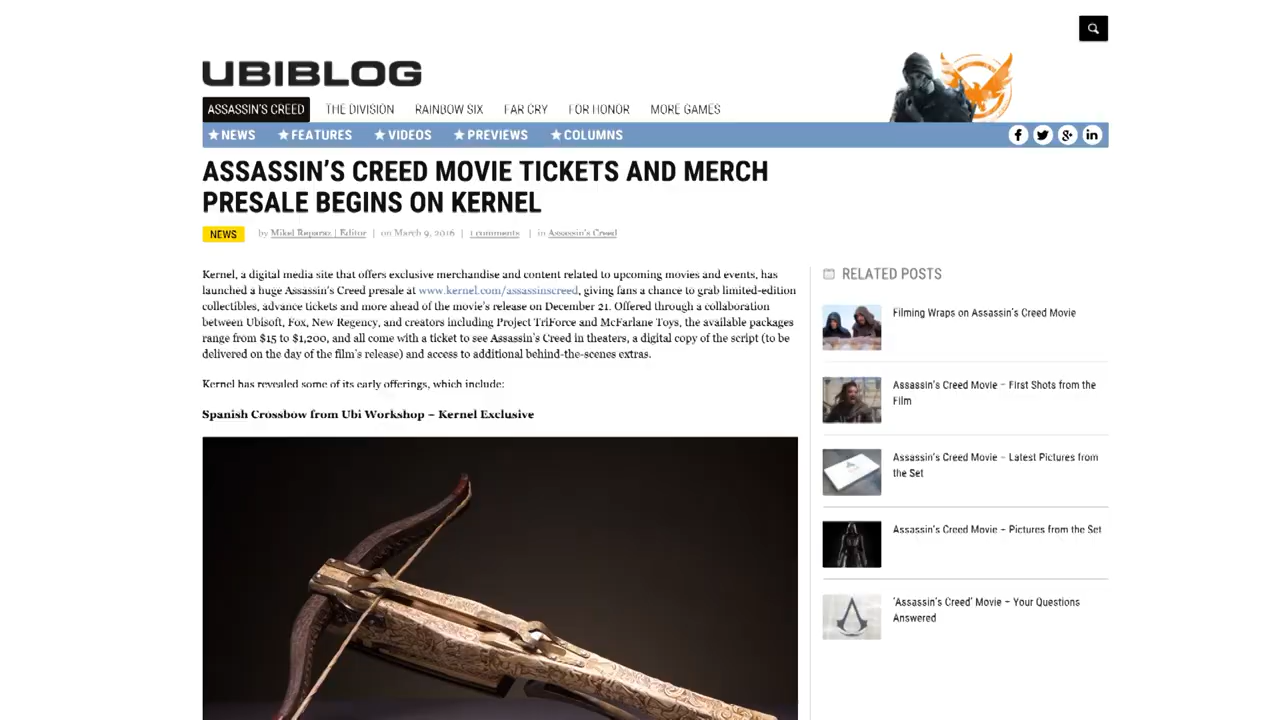 UBIBLOG
ASSASSIN'S CREED THE DIVISION RAINBOW SIX FAR CRY FOR HONOR MORE GAMES
NEWS FEATURES VIDEOS PREVIEWS COLUMNS
ASSASSIN'S CREED MOVIE TICKETS AND MERCH
PRESALE BEGINS ON KERNEL
NEWS by Mikel Reparaz | Editor | on March 9, 2016 | 1 comments | in Assassin's Creed
Kernel, a digital media site that offers exclusive merchandise and content related to upcoming movies and events, has
launched a huge Assassin's Creed presale at www.kernel.com/assassinscreed, giving fans a chance to grab limited-edition
collectibles, advance tickets and more ahead of the movie's release on December 21. Offered through a collaboration
between Ubisoft, Fox, New Regency, and creators including Project TriForce and McFarlane Toys, the available packages
range from $15 to $1,200, and all come with a ticket to see Assassin's Creed in theaters, a digital copy of the script (to be
delivered on the day of the film's release) and access to additional behind-the-scenes extras.
Kernel has revealed some of its early offerings, which include:
Spanish Crossbow from Ubi Workshop – Kernel Exclusive
RELATED POSTS
Filming Wraps on Assassin's Creed Movie
Assassin's Creed Movie – First Shots from the
Film
Assassin's Creed Movie – Latest Pictures from
the Set
Assassin's Creed Movie – Pictures from the Set
'Assassin's Creed' Movie – Your Questions
Answered